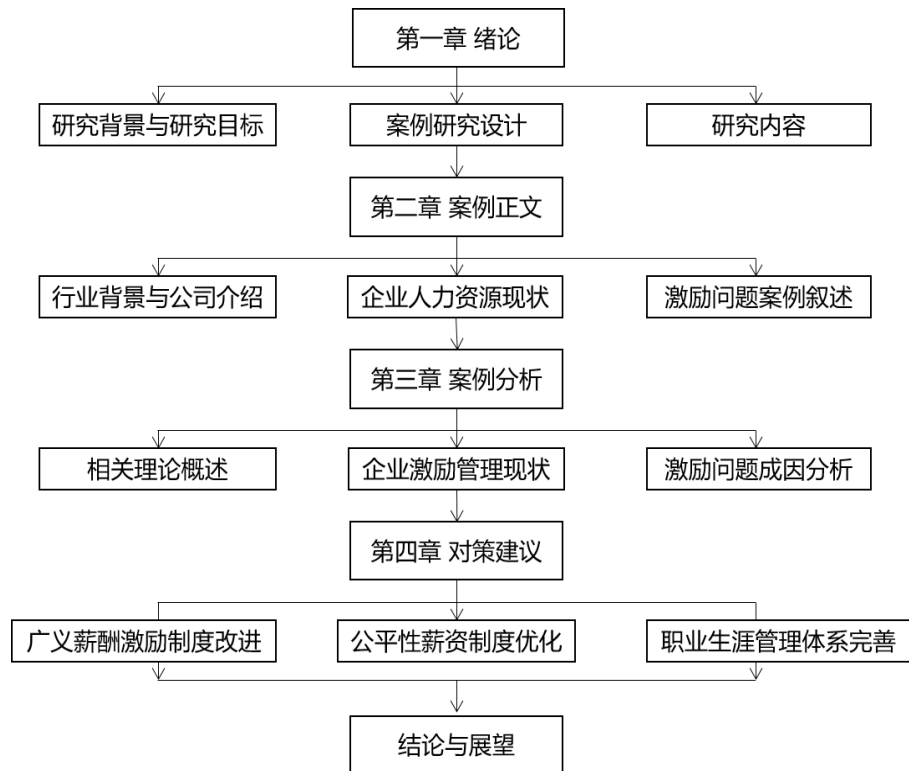 第一章 绪论
研究背景与研究目标
案例研究设计
研究内容
第二章 案例正文
行业背景与公司介绍
企业人力资源现状
激励问题案例叙述
第三章 案例分析
相关理论概述
企业激励管理现状
激励问题成因分析
第四章 对策建议
广义薪酬激励制度改进
公平性薪资制度优化
职业生涯管理体系完善
结论与展望